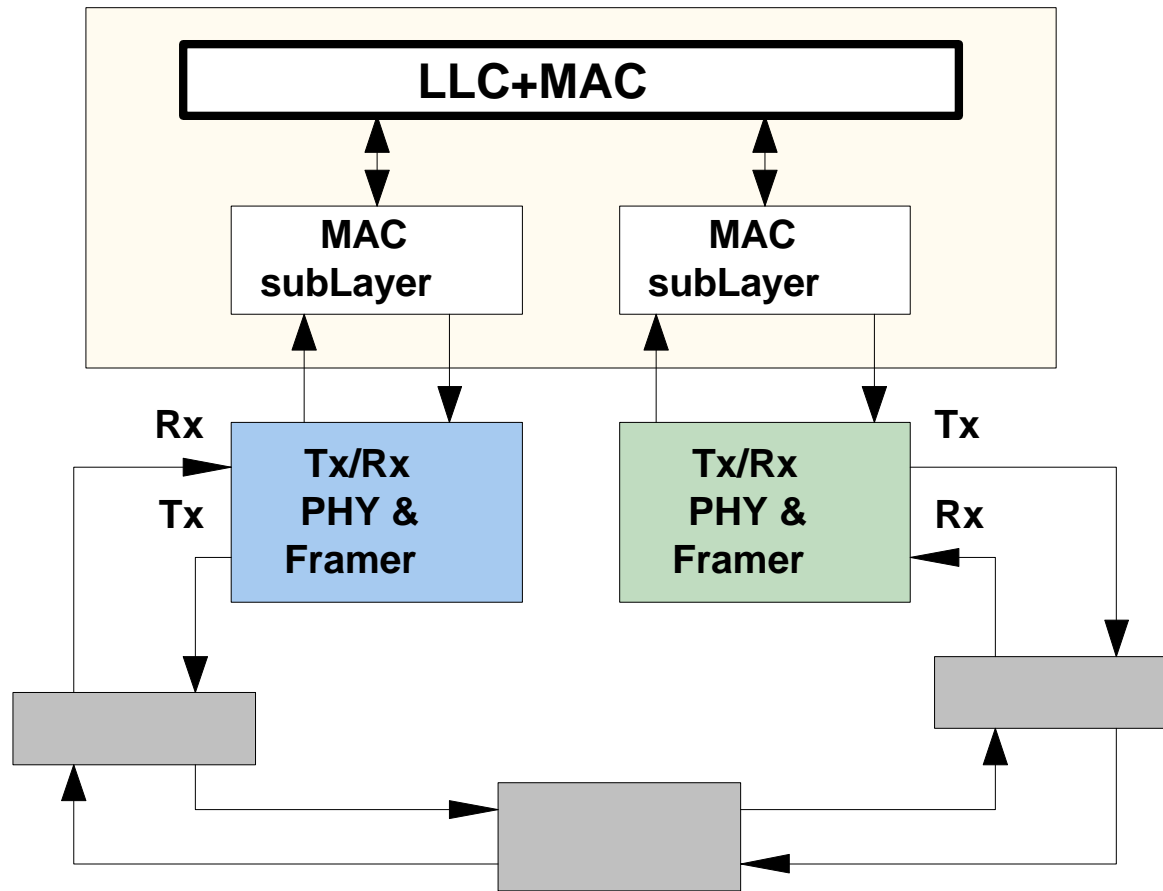 LLC+MAC
MAC
subLayer
MAC
subLayer
Rx
Tx
Tx/Rx
PHY &
Framer
Tx/Rx
PHY &
Framer
Tx
Rx